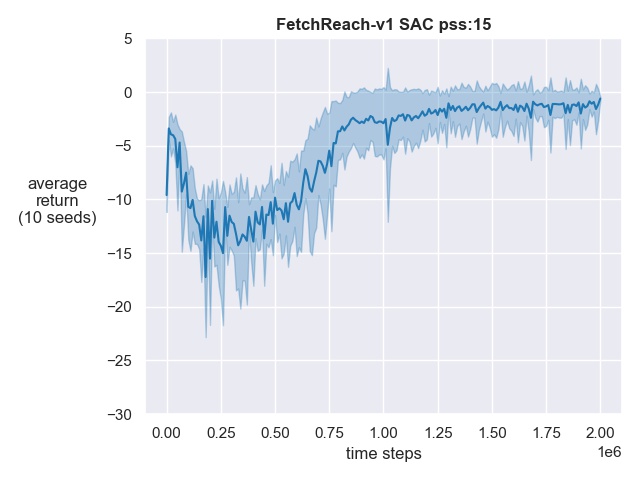 FetchReach-v1 SAC pss:15
5
0
−5
−10
−15
−20
−25
−30
average
return
(10 seeds)
0.00 0.25 0.50 0.75 1.00 1.25 1.50 1.75 2.00
time steps
1e6